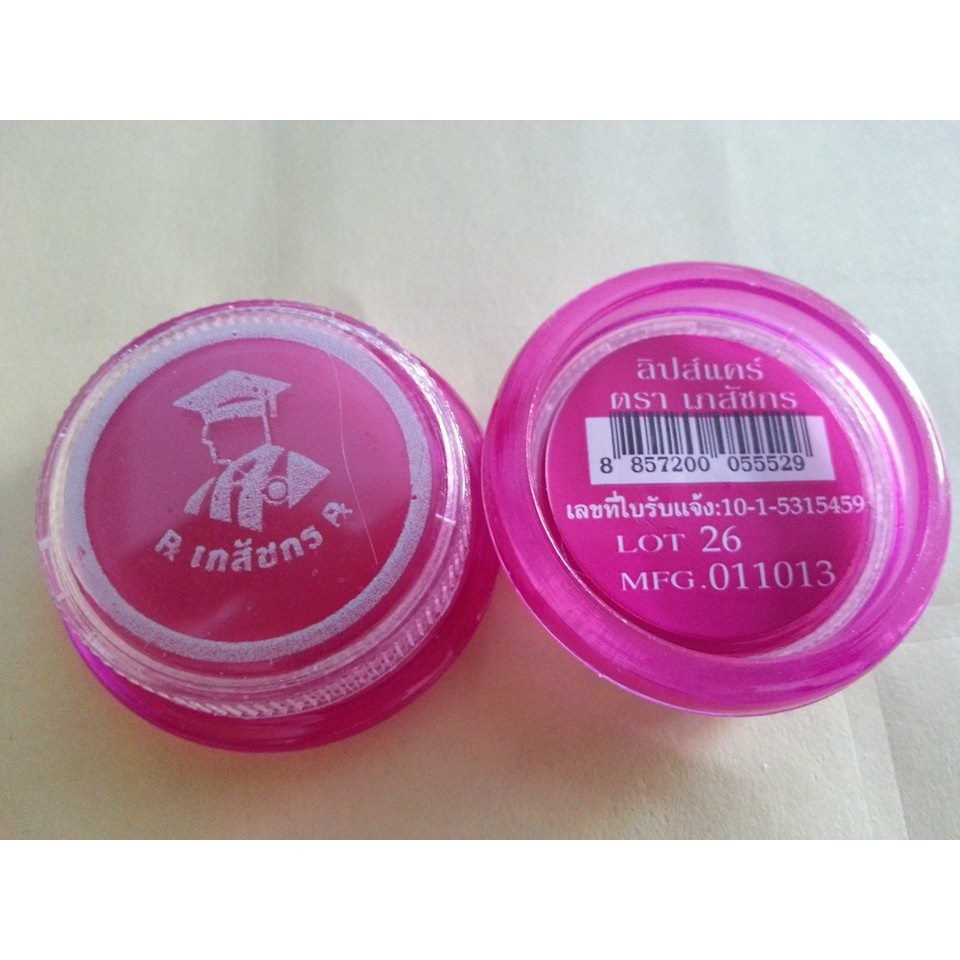 ℞ เภสัชกร ℞
ลิปส์แคร์
ตรา เภสัชกร
8 857200 055529
เลขที่ใบรับแจ้ง:10-1-5315459
LOT 26
MFG.011013